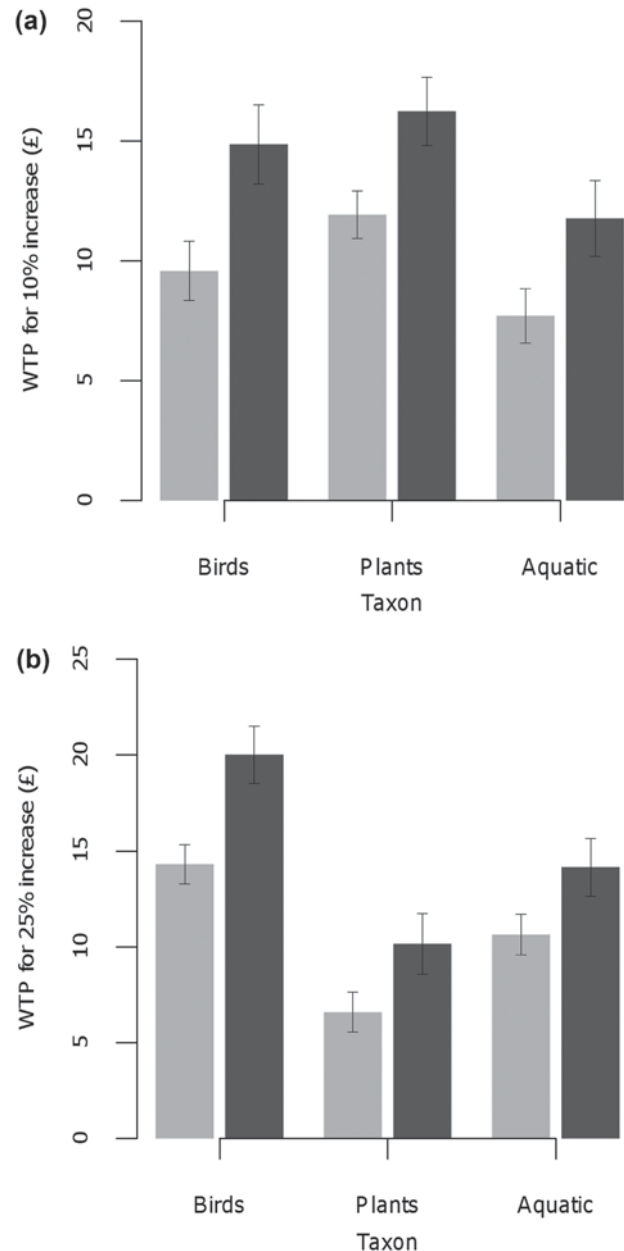 (a)
WTP for 10% increase (£)
20
15
10
5
0
Birds Plants Aquatic
Taxon
(b)
WTP for 25% increase (£)
25
20
15
10
5
0
Birds Plants Aquatic
Taxon